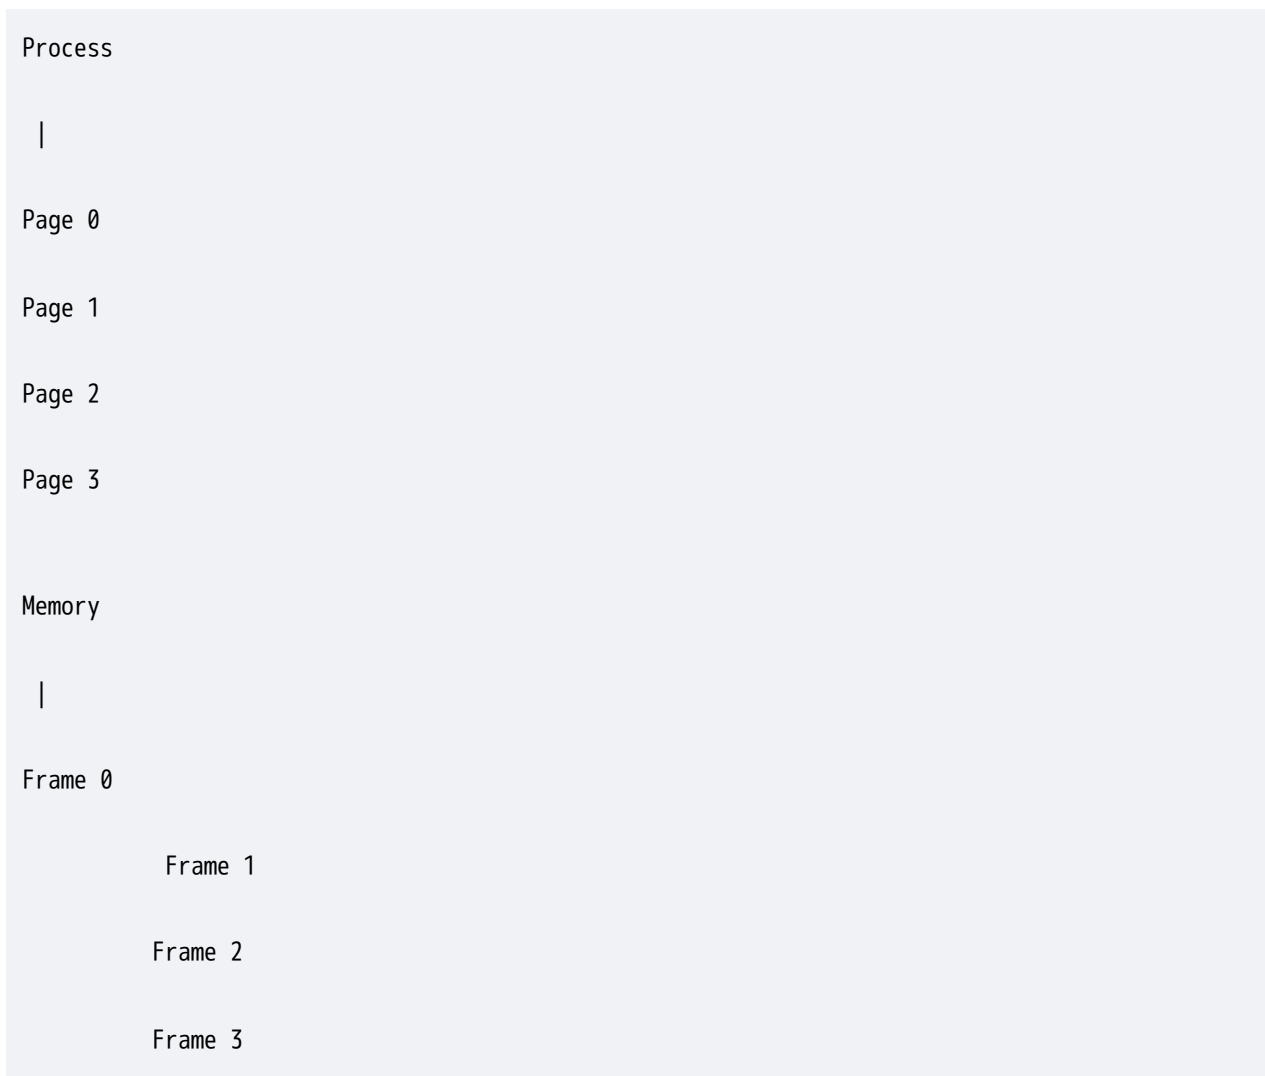 Process
|
Page 0
Page 1
Page 2
Page 3
Memory
|
Frame 0
Frame 1
Frame 2
Frame 3